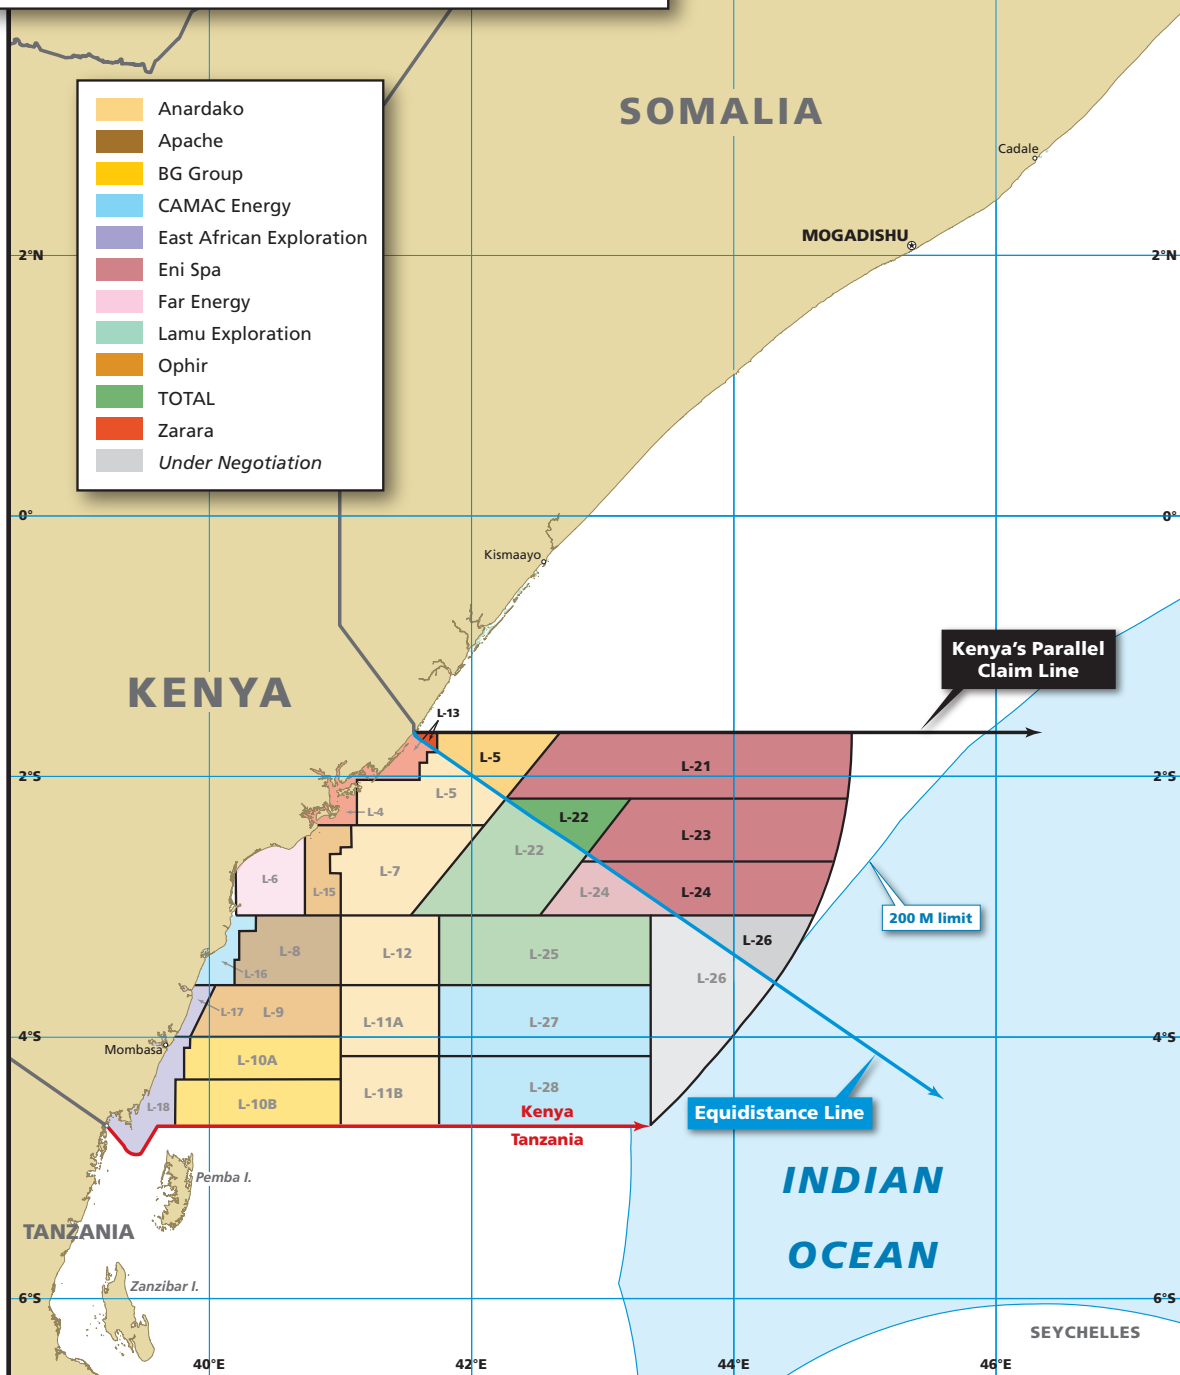 SOMALIA
Anardako
Apache
BG Group
CAMAC Energy
East African Exploration
Eni Spa
Far Energy
Lamu Exploration
Ophir
TOTAL
Zarara
Under Negotiation
Cadale
MOGADISHU
2°N
2°N
0°
0°
Kismaayo
Kenya's Parallel
Claim Line
KENYA
L-13
L-5
L-21
2°S
2°S
L-5
L-4
L-22
L-23
L-22
L-7
L-6
L-15
L-24
L-24
200 M limit
L-26
L-8
L-12
L-25
L-16
L-26
L-17
L-9
L-11A
L-27
4°S
4°S
Mombasa
L-10A
L-28
L-11B
L-18
L-10B
Kenya
Equidistance Line
Tanzania
Pemba I.
INDIAN
OCEAN
TANZANIA
Zanzibar I.
6°S
6°S
SEYCHELLES
40°E
42°E
44°E
46°E